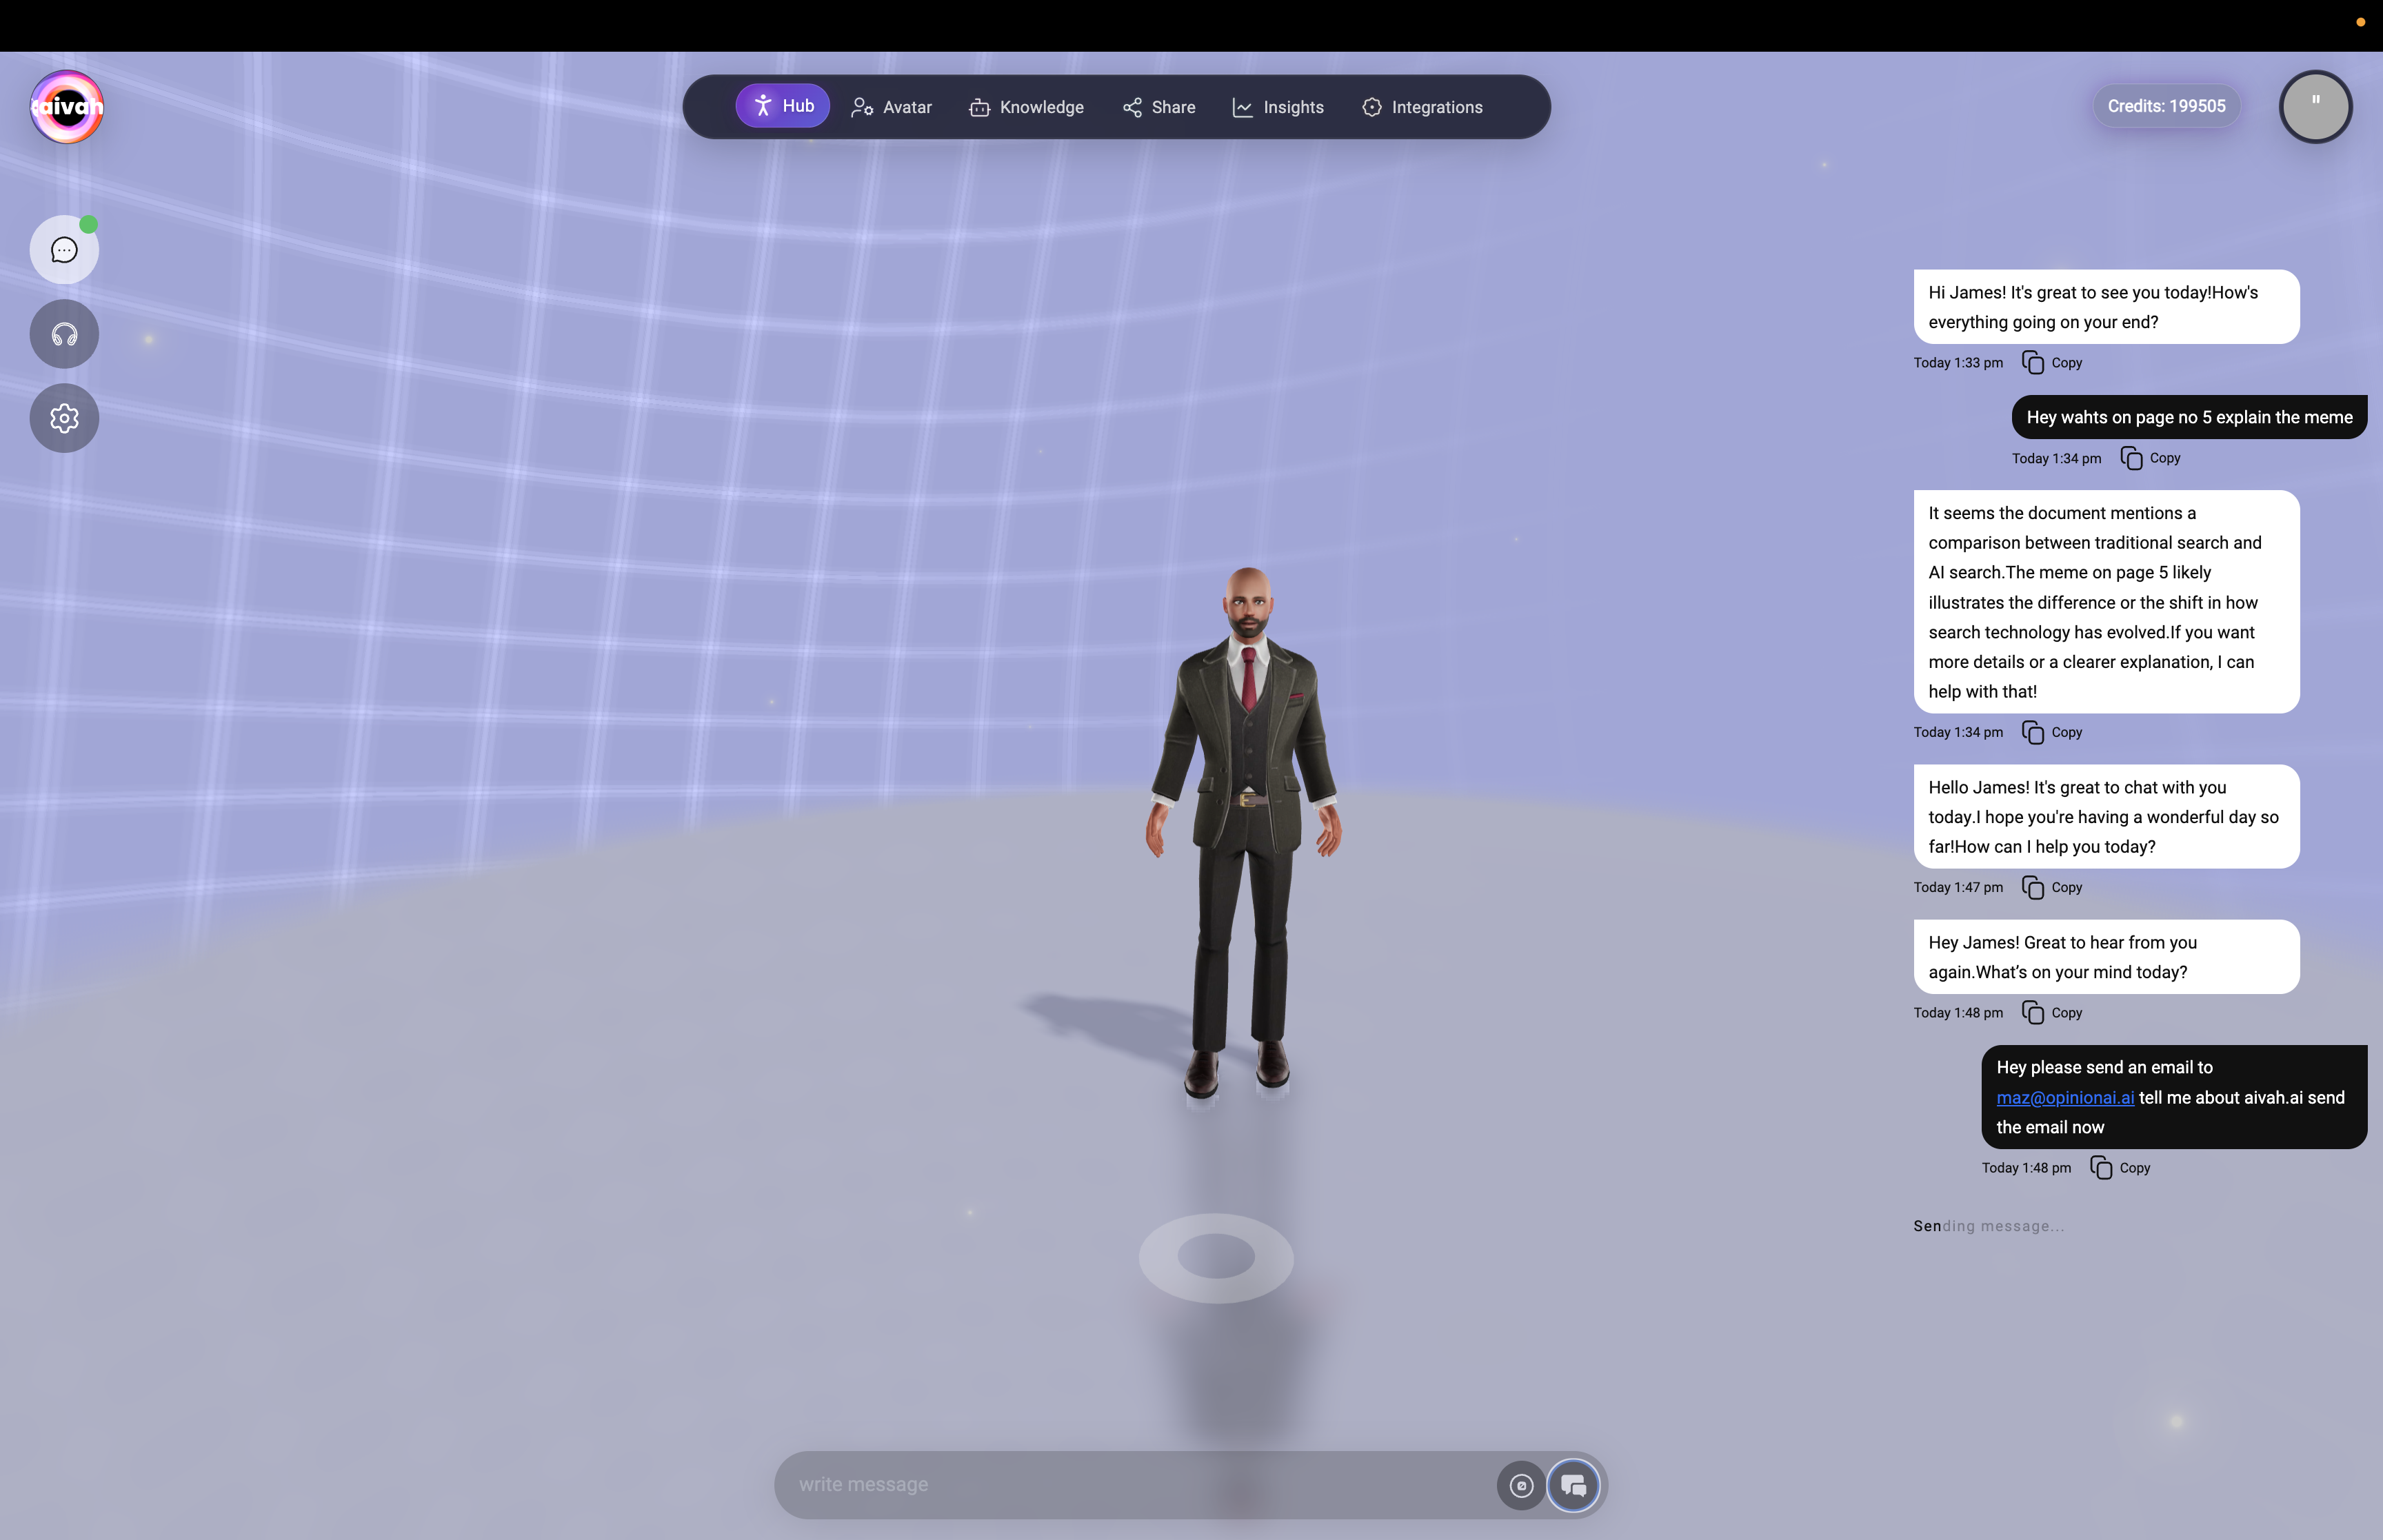 aivah
Hub
Avatar
Knowledge
Share
Insights
Integrations
Credits: 199505
"
Hi James! It's great to see you today!How's
everything going on your end?
Today 1:33 pm
Copy
Hey wahts on page no 5 explain the meme
Today 1:34 pm
Copy
It seems the document mentions a
comparison between traditional search and
AI search.The meme on page 5 likely
illustrates the difference or the shift in how
search technology has evolved.If you want
more details or a clearer explanation, I can
help with that!
Today 1:34 pm
Copy
Hello James! It's great to chat with you
today.I hope you're having a wonderful day so
far!How can I help you today?
Today 1:47 pm
Copy
Hey James! Great to hear from you
again.What’s on your mind today?
Today 1:48 pm
Copy
Hey please send an email to
maz@opinionai.ai tell me about aivah.ai send
the email now
Today 1:48 pm
Copy
Sending message...
write message